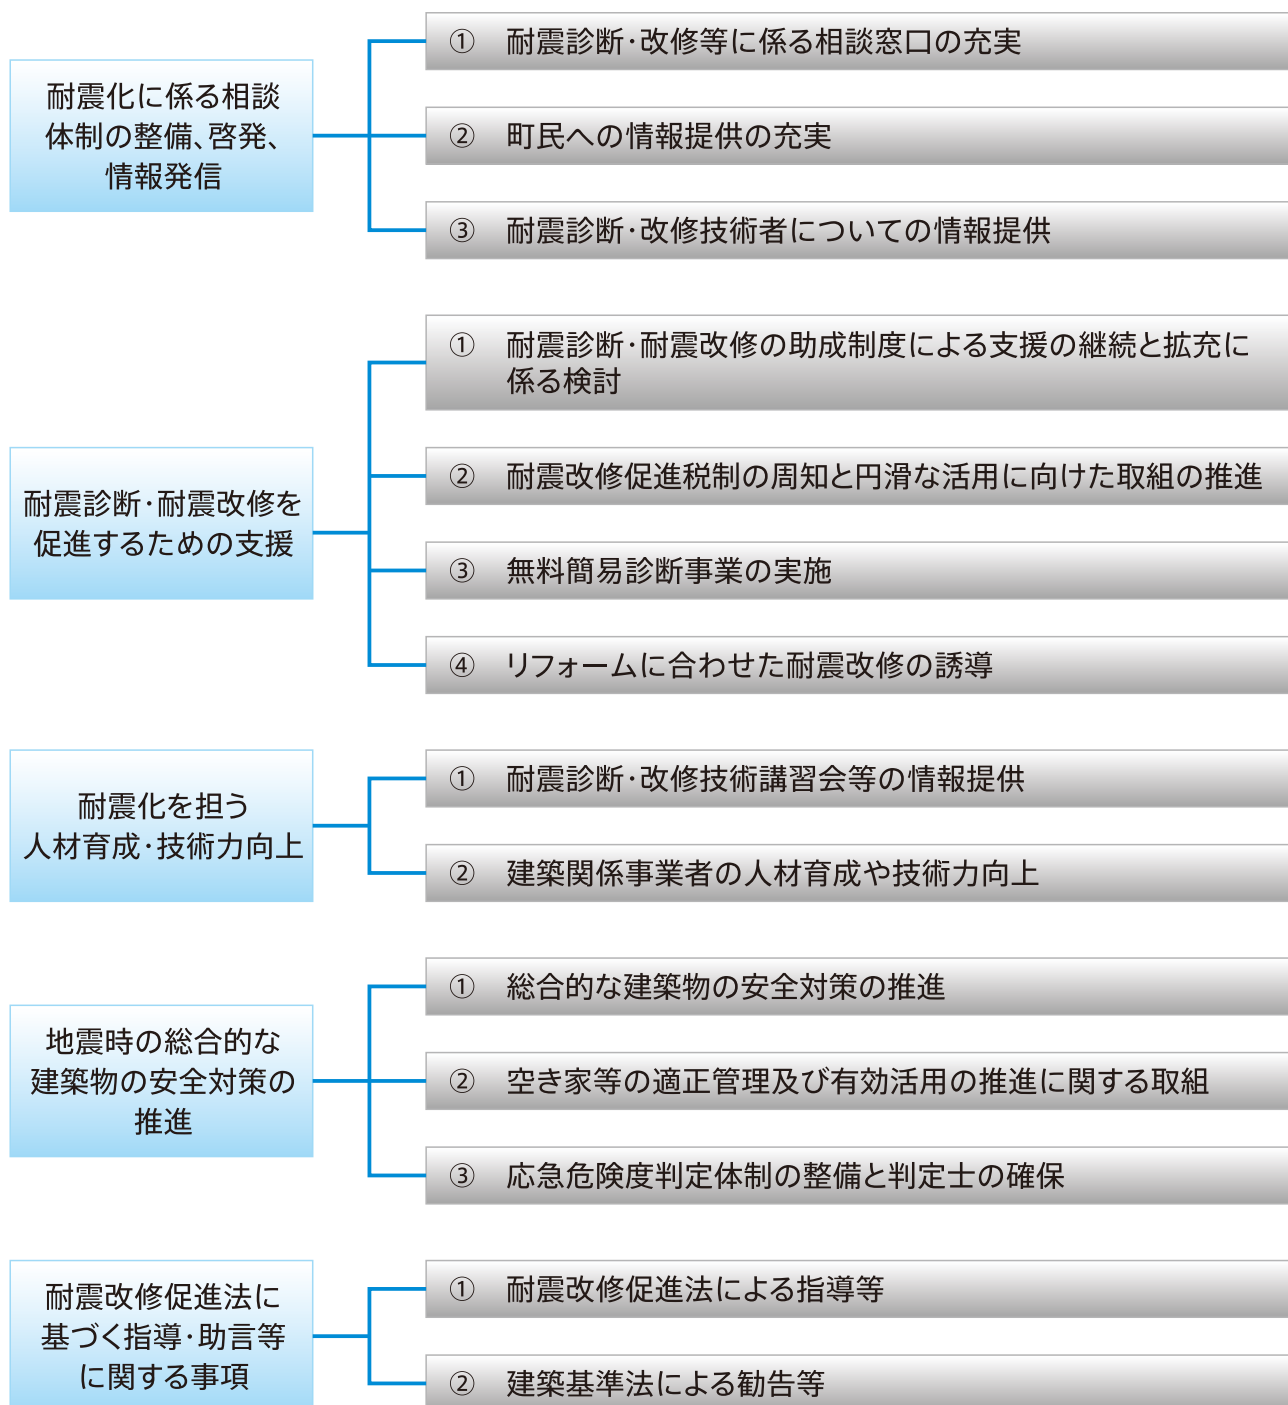 耐震化に係る相談
体制の整備、啓発、
情報発信
① 耐震診断・改修等に係る相談窓口の充実
② 町民への情報提供の充実
③ 耐震診断・改修技術者についての情報提供
耐震診断・耐震改修を
促進するための支援
① 耐震診断・耐震改修の助成制度による支援の継続と拡充に
係る検討
② 耐震改修促進税制の周知と円滑な活用に向けた取組の推進
③ 無料簡易診断事業の実施
④ リフォームに合わせた耐震改修の誘導
耐震化を担う
人材育成・技術力向上
① 耐震診断・改修技術講習会等の情報提供
② 建築関係事業者の人材育成や技術力向上
地震時の総合的な
建築物の安全対策の
推進
① 総合的な建築物の安全対策の推進
② 空き家等の適正管理及び有効活用の推進に関する取組
③ 応急危険度判定体制の整備と判定士の確保
耐震改修促進法に
基づく指導・助言等
に関する事項
① 耐震改修促進法による指導等
② 建築基準法による勧告等